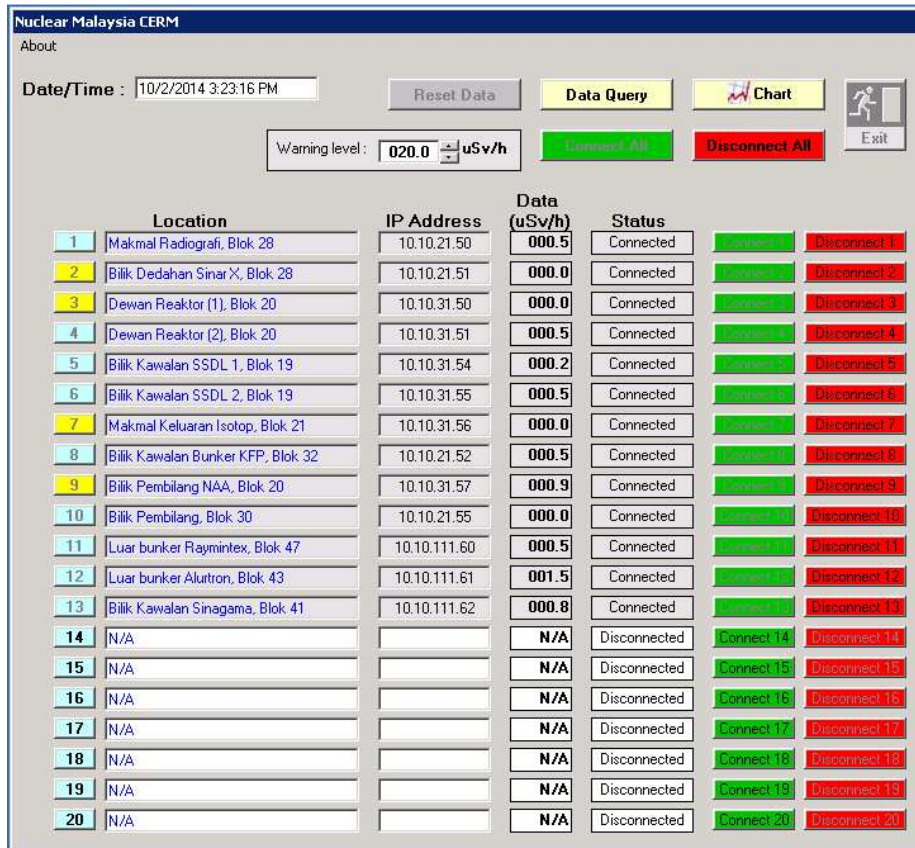 Nuclear Malaysia CERM
About
Date/Time : 10/2/2014 3:23:16 PM Reset Data Data Query Chart Exit
Warning level : 020.0 uSv/h Connect All Disconnect All
Location IP Address Data (uSv/h) Status
1 Makmal Radiografi, Blok 28 10.10.21.50 000.5 Connected Connect 1 Disconnect 1
2 Bilik Dedahan Sinar X, Blok 28 10.10.21.51 000.0 Connected Connect 2 Disconnect 2
3 Dewan Reaktor (1), Blok 20 10.10.31.50 000.0 Connected Connect 3 Disconnect 3
4 Dewan Reaktor (2), Blok 20 10.10.31.51 000.5 Connected Connect 4 Disconnect 4
5 Bilik Kawalan SSDL 1, Blok 19 10.10.31.54 000.2 Connected Connect 5 Disconnect 5
6 Bilik Kawalan SSDL 2, Blok 19 10.10.31.55 000.5 Connected Connect 6 Disconnect 6
7 Makmal Keluaran Isotop, Blok 21 10.10.31.56 000.0 Connected Connect 7 Disconnect 7
8 Bilik Kawalan Bunker KFP, Blok 32 10.10.21.52 000.5 Connected Connect 8 Disconnect 8
9 Bilik Pembilang NAA, Blok 20 10.10.31.57 000.9 Connected Connect 9 Disconnect 9
10 Bilik Pembilang, Blok 30 10.10.21.55 000.0 Connected Connect 10 Disconnect 10
11 Luar bunker Raymintex, Blok 47 10.10.111.60 000.5 Connected Connect 11 Disconnect 11
12 Luar bunker Alurtron, Blok 43 10.10.111.61 001.5 Connected Connect 12 Disconnect 12
13 Bilik Kawalan Sinagama, Blok 41 10.10.111.62 000.8 Connected Connect 13 Disconnect 13
14 N/A N/A Disconnected Connect 14 Disconnect 14
15 N/A N/A Disconnected Connect 15 Disconnect 15
16 N/A N/A Disconnected Connect 16 Disconnect 16
17 N/A N/A Disconnected Connect 17 Disconnect 17
18 N/A N/A Disconnected Connect 18 Disconnect 18
19 N/A N/A Disconnected Connect 19 Disconnect 19
20 N/A N/A Disconnected Connect 20 Disconnect 20